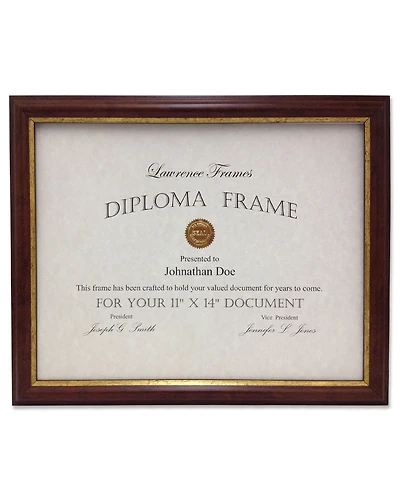 Lawrence Frames
DIPLOMA FRAME
SEAL
Presented to
Johnathan Doe
This frame has been crafted to hold your valued document for years to come.
FOR YOUR 11" X 14" DOCUMENT
President Vice President
Joseph G. Smith Jennifer L. Jones